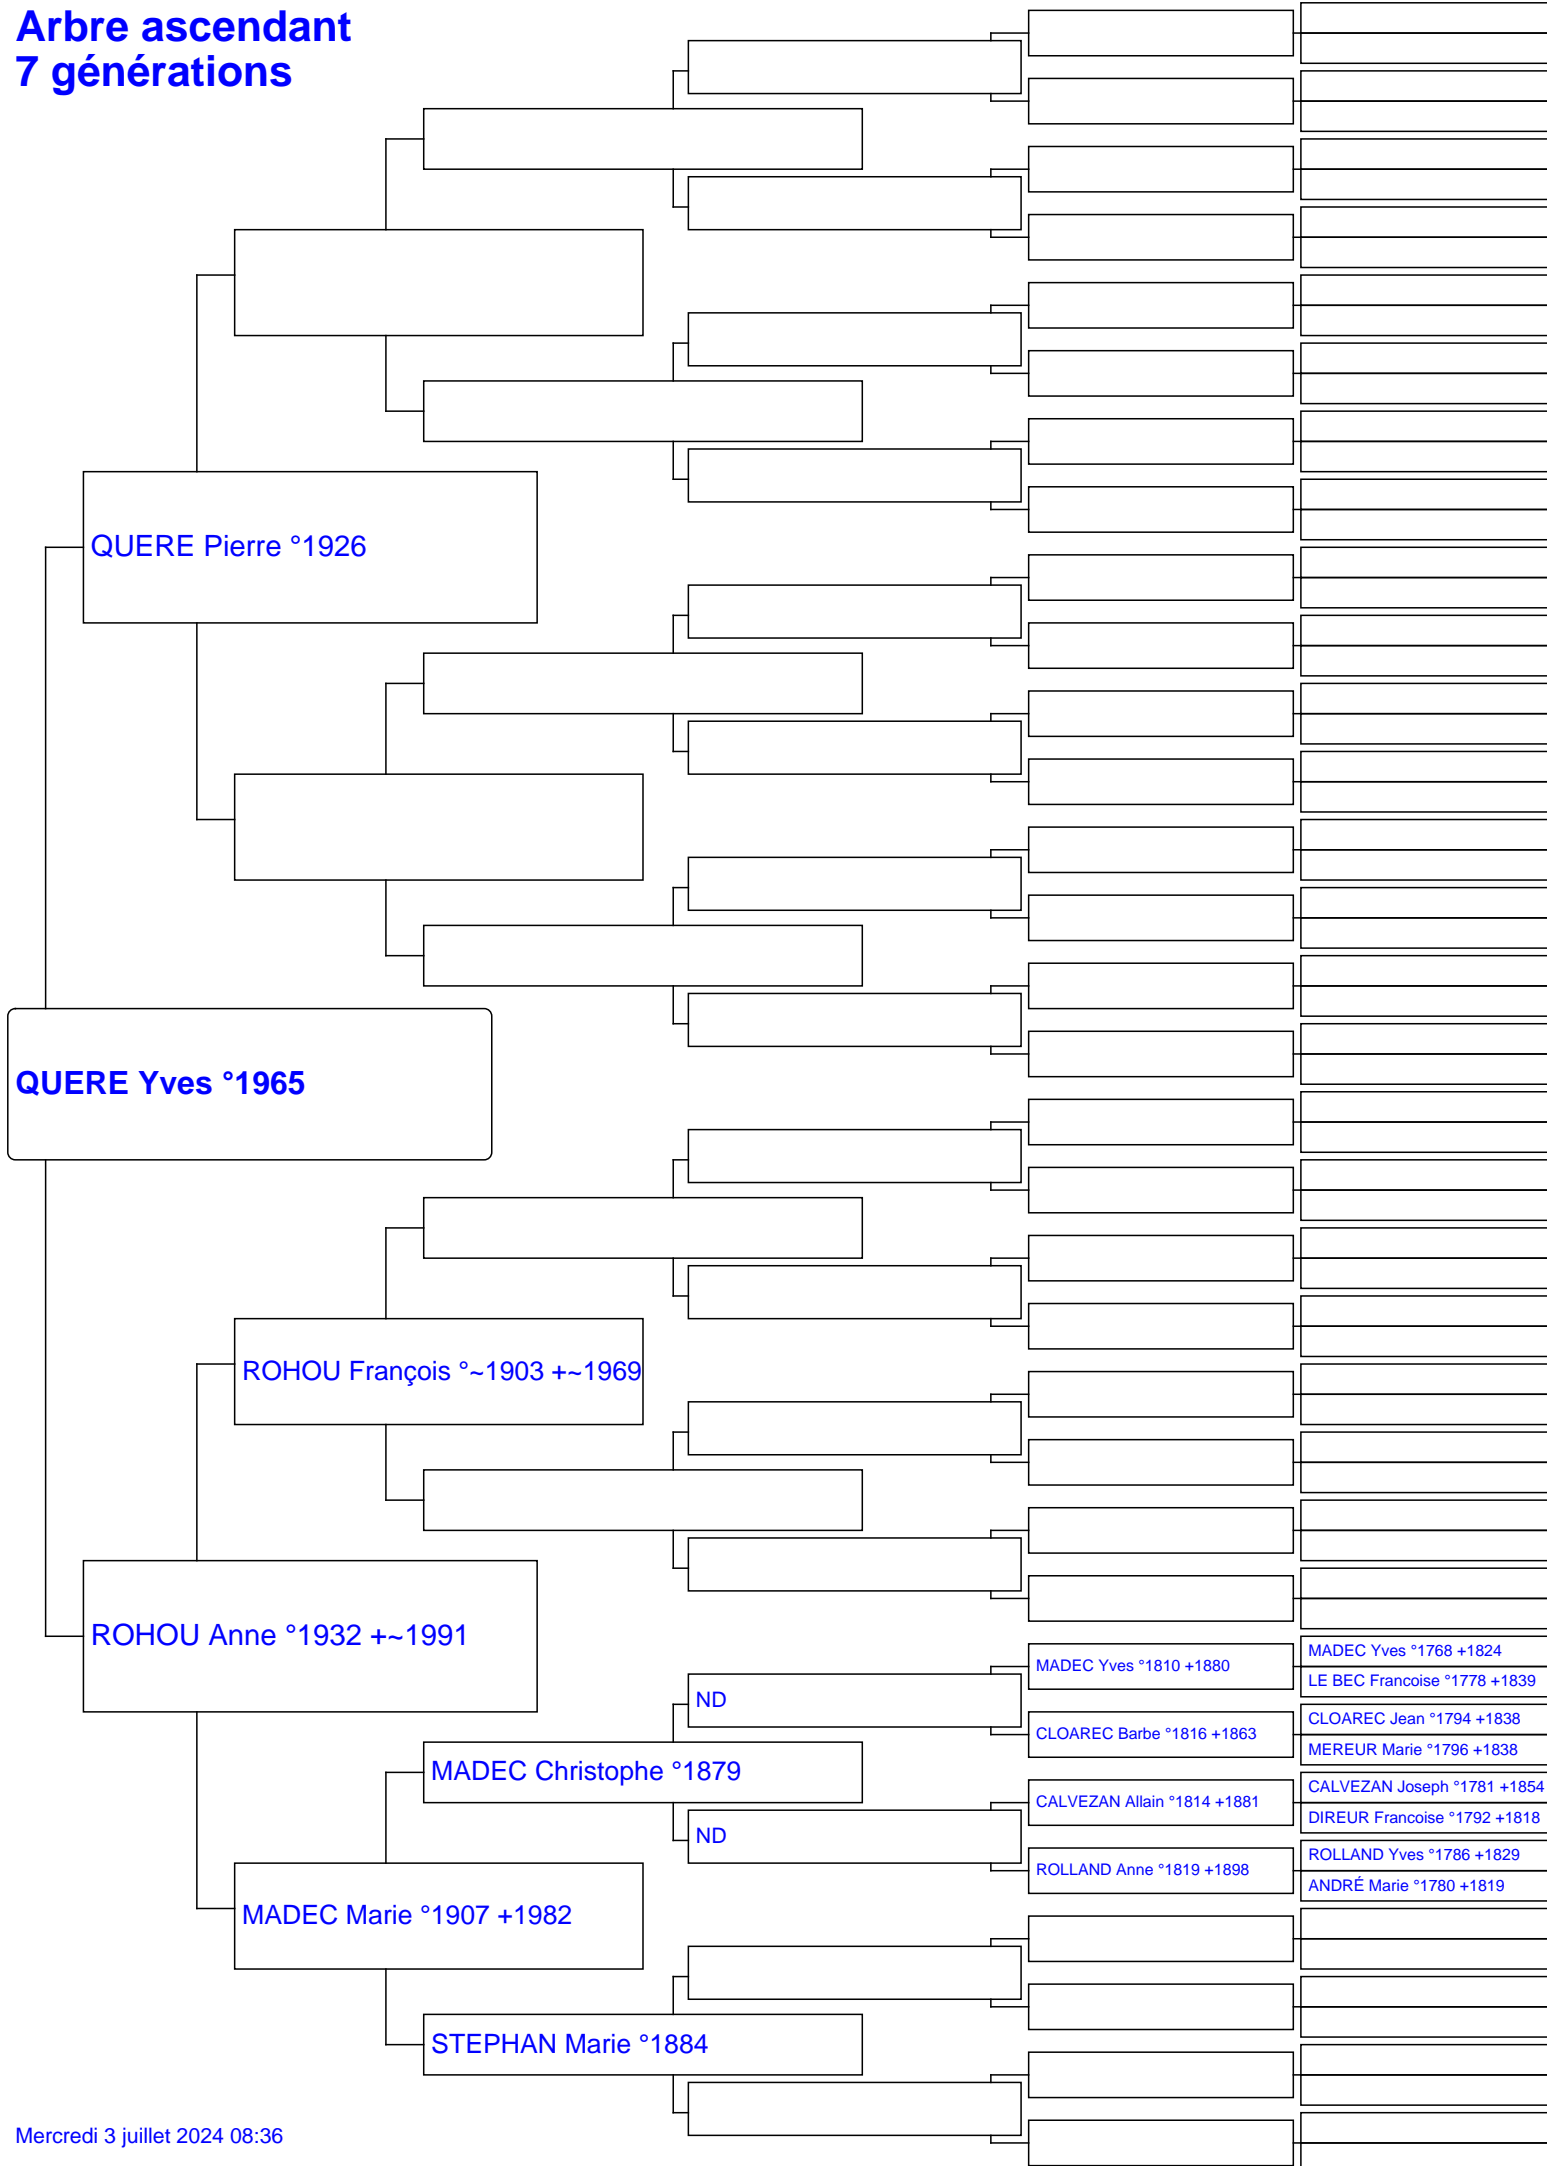 Arbre ascendant
7 générations
QUERE Pierre °1926
QUERE Yves °1965
ROHOU François °~1903 +~1969
ROHOU Anne °1932 +~1991
MADEC Yves °1810 +1880
MADEC Yves °1768 +1824
LE BEC Francoise °1778 +1839
ND
CLOAREC Barbe °1816 +1863
CLOAREC Jean °1794 +1838
MEREUR Marie °1796 +1838
MADEC Christophe °1879
CALVEZAN Allain °1814 +1881
CALVEZAN Joseph °1781 +1854
DIREUR Francoise °1792 +1818
ND
ROLLAND Anne °1819 +1898
ROLLAND Yves °1786 +1829
ANDRÉ Marie °1780 +1819
MADEC Marie °1907 +1982
STEPHAN Marie °1884
Mercredi 3 juillet 2024 08:36